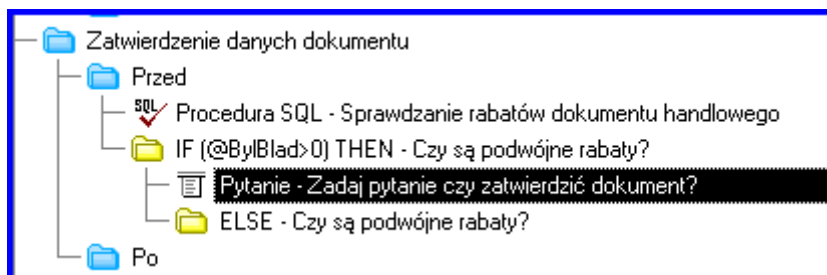 Zatwierdzenie danych dokumentu
Przed
SQL Procedura SQL - Sprawdzanie rabatów dokumentu handlowego
IF (@BylBlad>0) THEN - Czy są podwójne rabaty?
Pytanie - Zadaj pytanie czy zatwierdzić dokument?
ELSE - Czy są podwójne rabaty?
Po